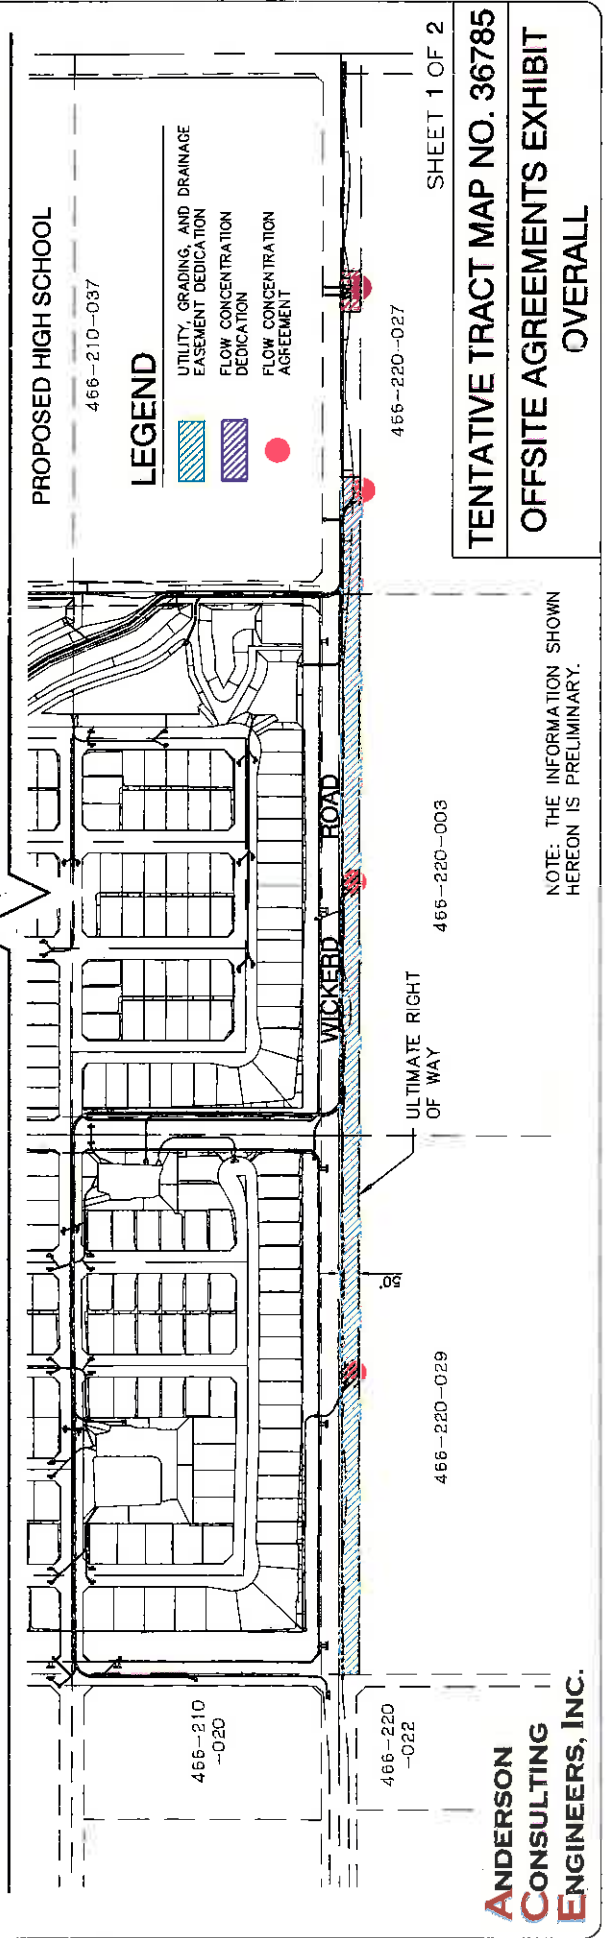 PROPOSED HIGH SCHOOL
466-210-037
LEGEND
UTILITY, GRADING, AND DRAINAGE
EASEMENT DEDICATION
FLOW CONCENTRATION
DEDICATION
FLOW CONCENTRATION
AGREEMENT
466-210
-020
WICKERD ROAD
50'
ULTIMATE RIGHT
OF WAY
466-220
-022
466-220-029
466-220-003
466-220-027
NOTE: THE INFORMATION SHOWN
HEREON IS PRELIMINARY.
SHEET 1 OF 2
TENTATIVE TRACT MAP NO. 36785
OFFSITE AGREEMENTS EXHIBIT
OVERALL
ANDERSON
CONSULTING
ENGINEERS, INC.